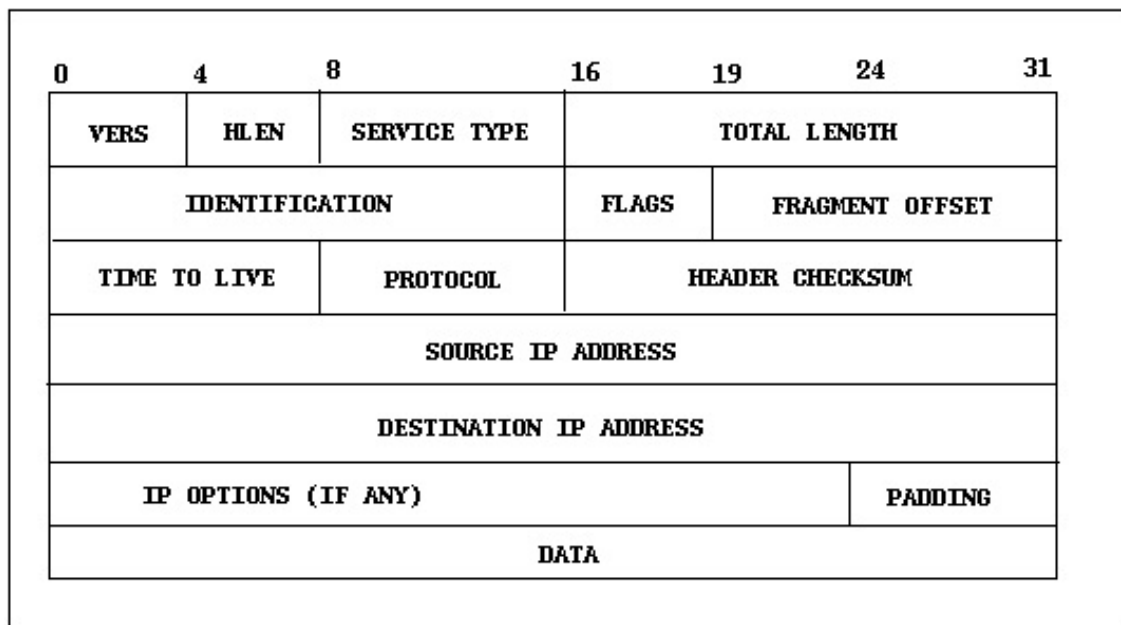 0 4 8 16 19 24 31
VERS HLEN SERVICE TYPE TOTAL LENGTH
IDENTIFICATION FLAGS FRAGMENT OFFSET
TIME TO LIVE PROTOCOL HEADER CHECKSUM
SOURCE IP ADDRESS
DESTINATION IP ADDRESS
IP OPTIONS (IF ANY) PADDING
DATA